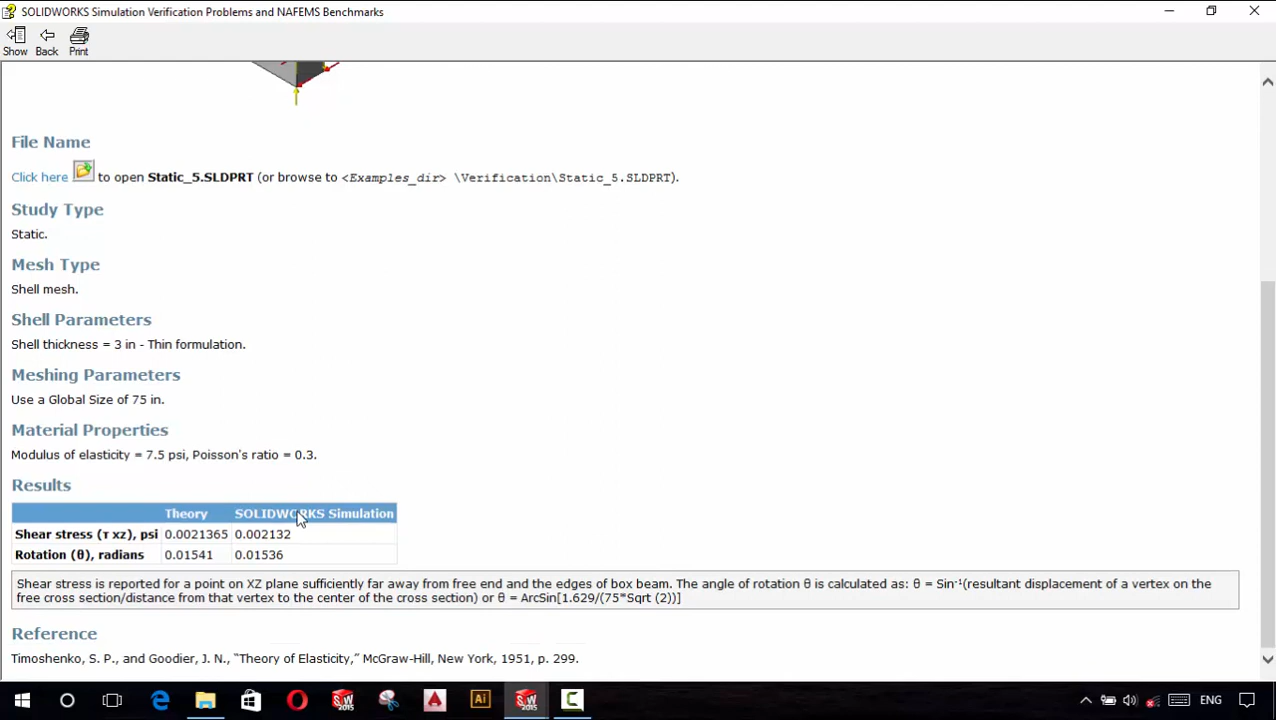 SOLIDWORKS Simulation Verification Problems and NAFEMS Benchmarks
Show Back Print
File Name
Click here to open Static_5.SLDPRT (or browse to <Examples_dir> \Verification\Static_5.SLDPRT).
Study Type
Static.
Mesh Type
Shell mesh.
Shell Parameters
Shell thickness = 3 in - Thin formulation.
Meshing Parameters
Use a Global Size of 75 in.
Material Properties
Modulus of elasticity = 7.5 psi, Poisson's ratio = 0.3.
Results
Theory SOLIDWORKS Simulation
Shear stress (τ xz), psi 0.0021365 0.002132
Rotation (θ), radians 0.01541 0.01536
Shear stress is reported for a point on XZ plane sufficiently far away from free end and the edges of box beam. The angle of rotation θ is calculated as: θ = Sin⁻¹(resultant displacement of a vertex on the
free cross section/distance from that vertex to the center of the cross section) or θ = ArcSin[1.629/(75*Sqrt (2))]
Reference
Timoshenko, S. P., and Goodier, J. N., "Theory of Elasticity," McGraw-Hill, New York, 1951, p. 299.
SW 2015 A Ai SW 2015 C ENG